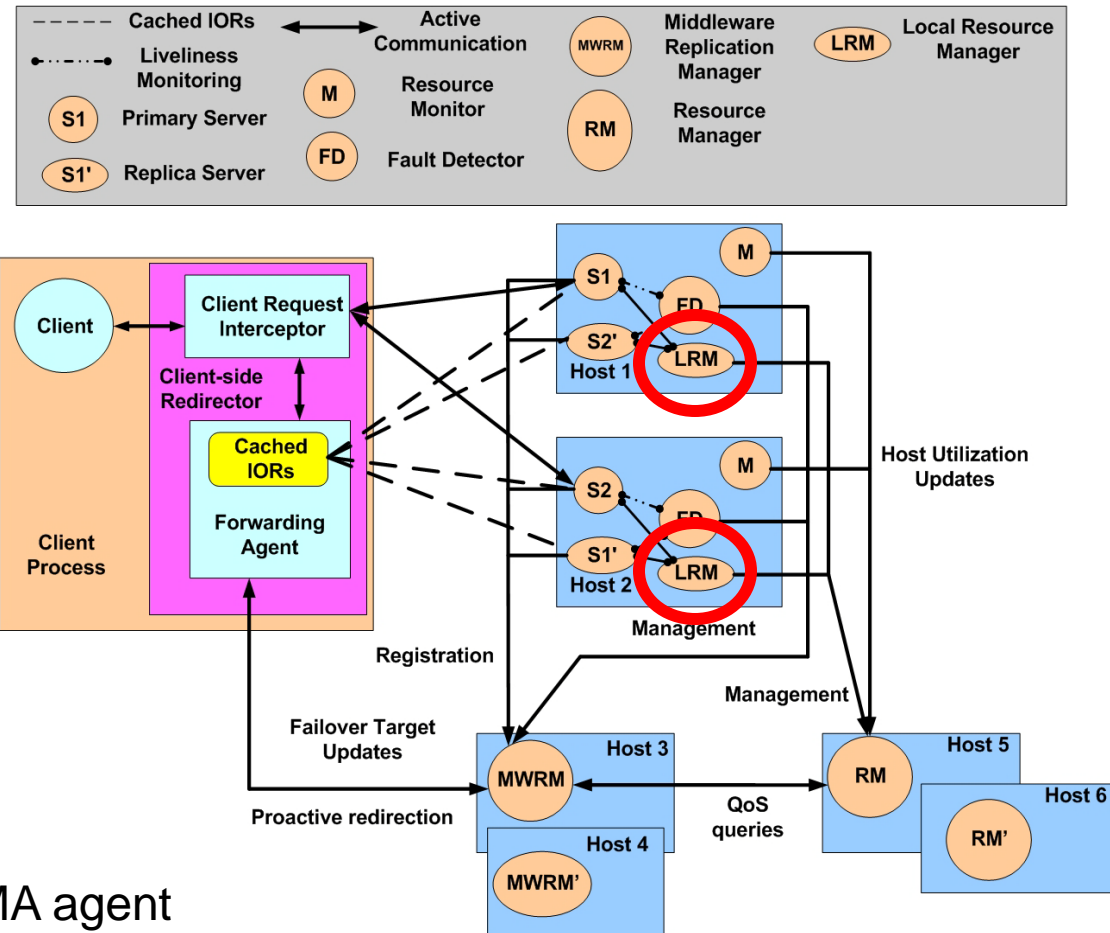 Cached IORs
Active
Communication
Middleware
Replication
Manager
MWRM
LRM
Local Resource
Manager
Liveliness
Monitoring
M
Resource
Monitor
S1
Primary Server
FD
Fault Detector
RM
Resource
Manager
S1'
Replica Server
Client
Client Request
Interceptor
Client-side
Redirector
Cached
IORs
Forwarding
Agent
Client
Process
S1
M
FD
S2'
LRM
Host 1
S2
M
FD
S1'
LRM
Host 2
Host Utilization
Updates
Management
Registration
Management
Failover Target
Updates
Proactive redirection
Host 3
MWRM
QoS
queries
Host 4
MWRM’
Host 5
RM
Host 6
RM’
MA agent